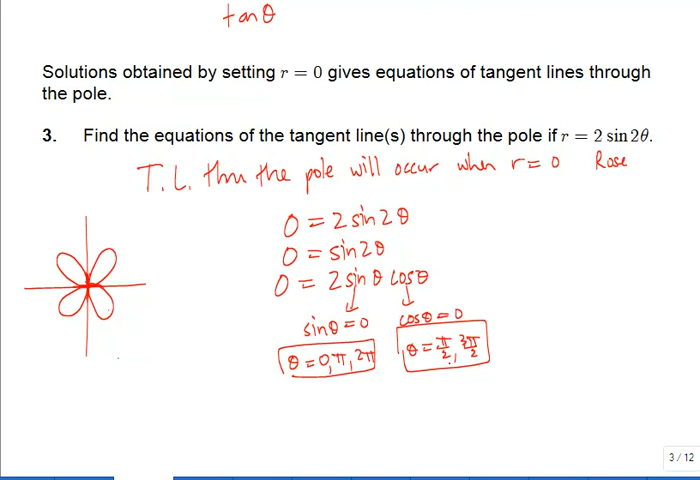 tanθ
Solutions obtained by setting r = 0 gives equations of tangent lines through
the pole.
3. Find the equations of the tangent line(s) through the pole if r = 2 sin 2θ.
T.L. thru the pole will occur when r = 0 Rose
0 = 2 sin 2θ
0 = sin 2θ
0 = 2 sin θ cos θ
sin θ = 0 cos θ = 0
θ = 0, π, 2π θ = π/2, 3π/2
3 / 12